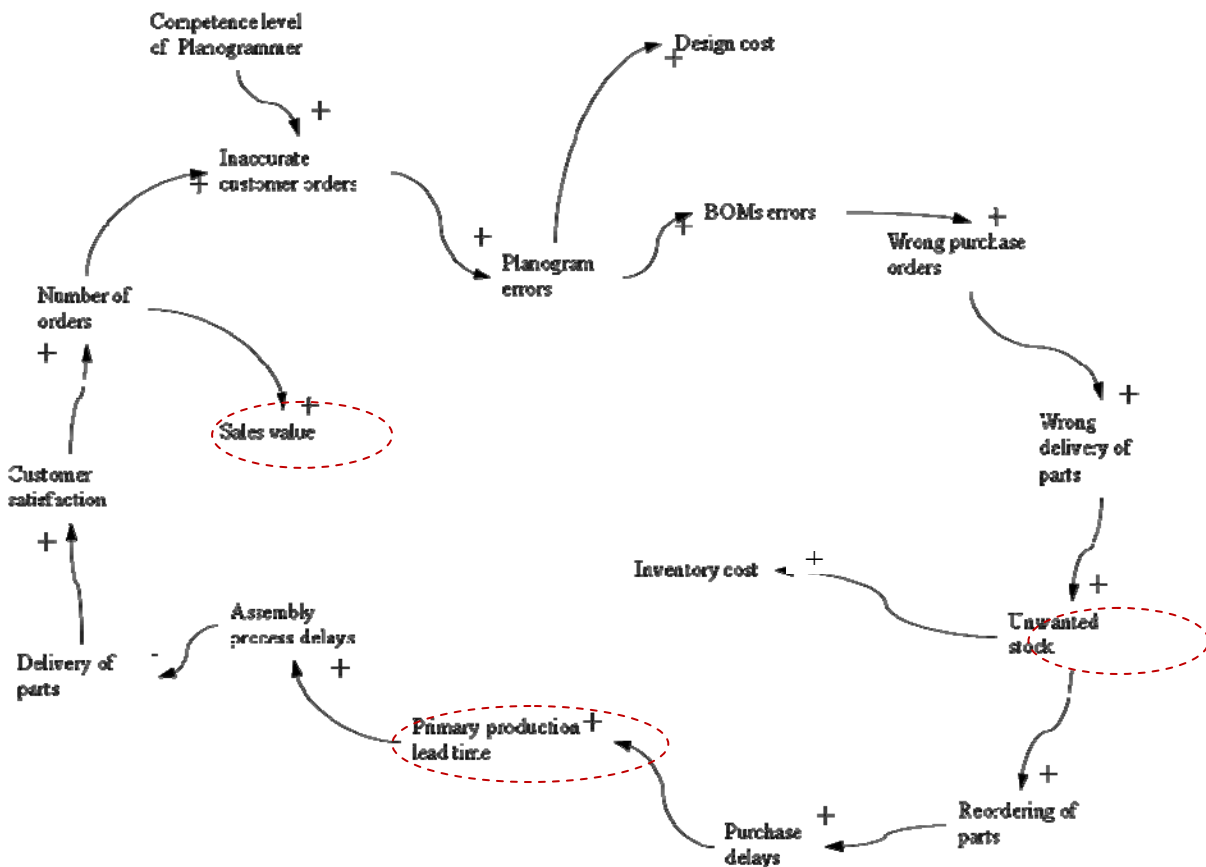 Competence level
of Planogrammer
+
Design cost
+
Inaccurate
customer orders
+
BOMs errors
+
+
Wrong purchase
orders
+
Planogram
errors
Number of
orders
+
+
Sales value
+
Wrong
delivery of
parts
Customer
satisfaction
+
+
Inventory cost
+
Unwanted
stock
Assembly
process delays
-
Delivery of
parts
+
Primary production
lead time
+
+
Reordering of
parts
+
Purchase
delays